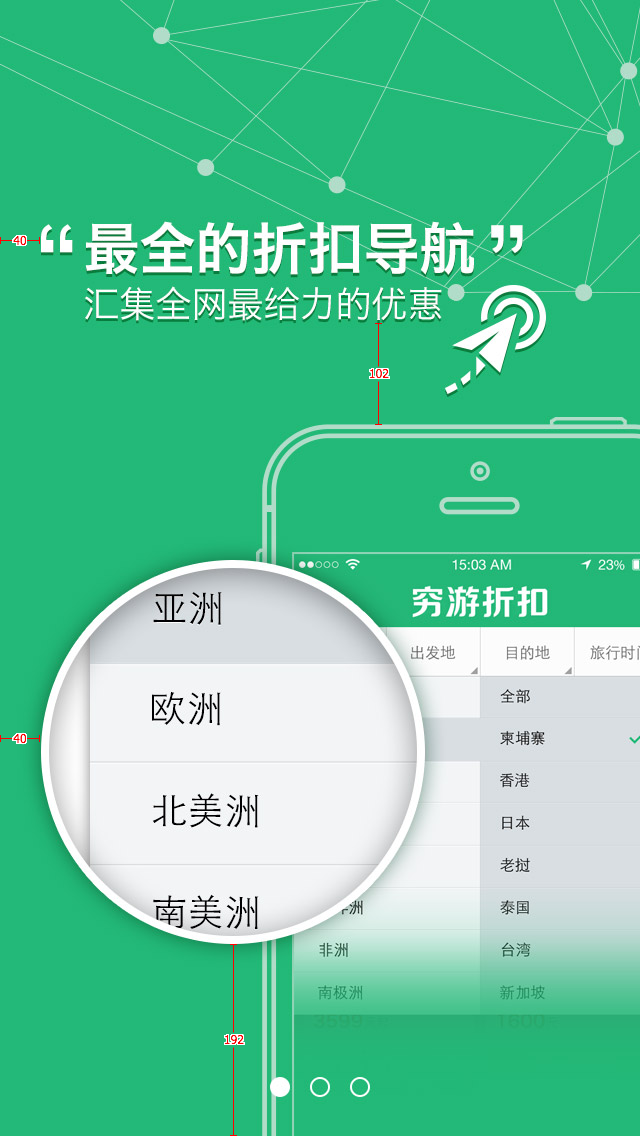 “最全的折扣导航”
汇集全网最给力的优惠
40
102
15:03 AM
23%
穷游折扣
出发地
目的地
旅行时间
亚洲
欧洲
北美洲
南美洲
非洲
南极洲
全部
柬埔寨
香港
日本
老挝
泰国
台湾
新加坡
40
3599
1600
192